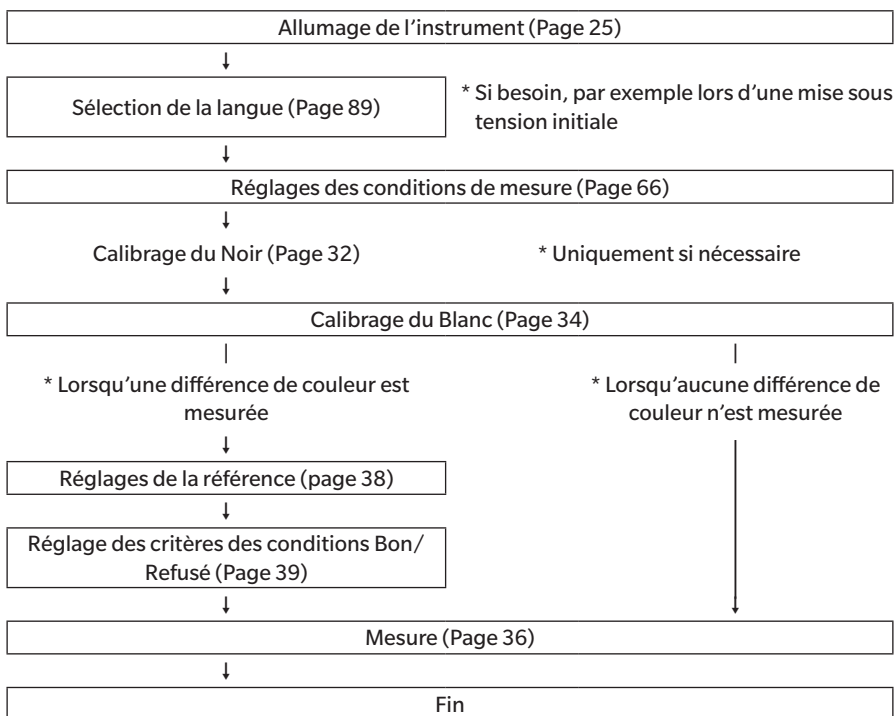 Allumage de l’instrument (Page 25)
Sélection de la langue (Page 89)
* Si besoin, par exemple lors d’une mise sous
tension initiale
Réglages des conditions de mesure (Page 66)
Calibrage du Noir (Page 32)
* Uniquement si nécessaire
Calibrage du Blanc (Page 34)
* Lorsqu’une différence de couleur est
mesurée
* Lorsqu’aucune différence de
couleur n’est mesurée
Réglages de la référence (page 38)
Réglage des critères des conditions Bon/
Refusé (Page 39)
Mesure (Page 36)
Fin